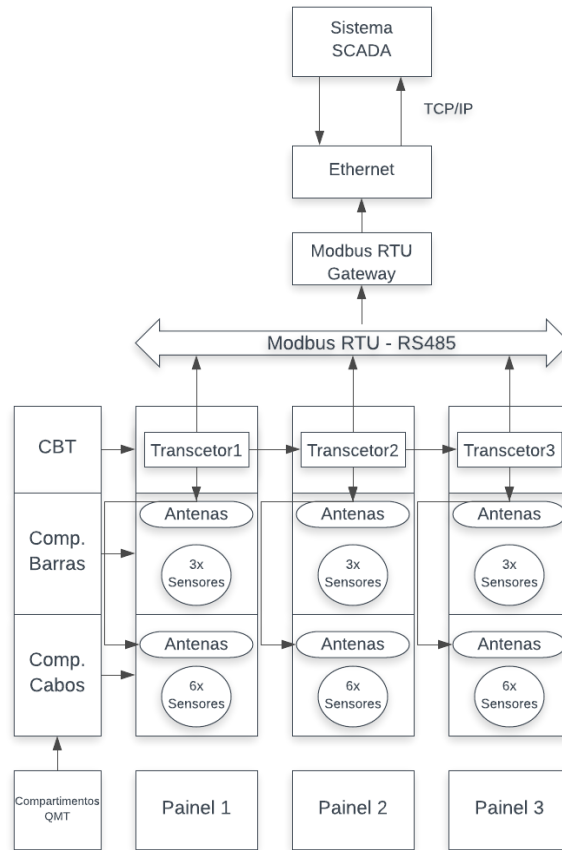 Sistema
SCADA
TCP/IP
Ethernet
Modbus RTU
Gateway
Modbus RTU - RS485
CBT
Transcetor1
Transcetor2
Transcetor3
Comp.
Barras
Antenas
Antenas
Antenas
3x
Sensores
3x
Sensores
3x
Sensores
Comp.
Cabos
Antenas
Antenas
Antenas
6x
Sensores
6x
Sensores
6x
Sensores
Compartimentos
QMT
Painel 1
Painel 2
Painel 3